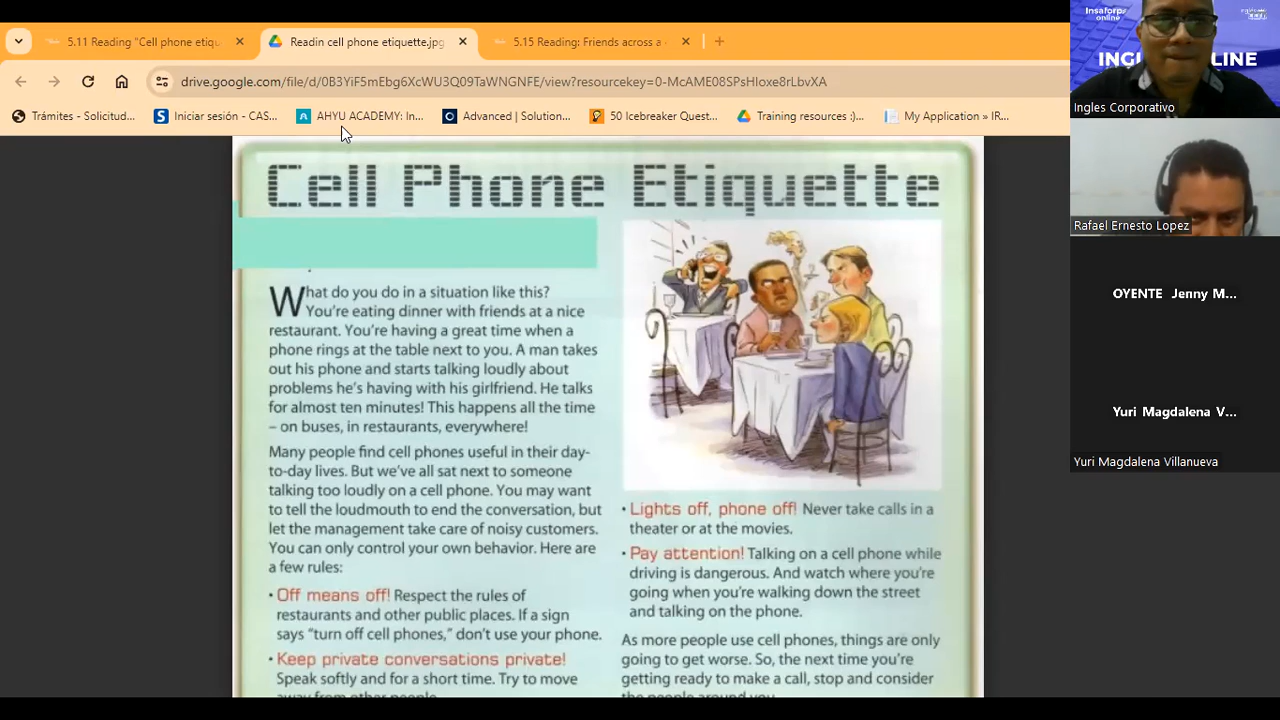 5.11 Reading "Cell phone etiqu
Readin cell phone etiquette.jpg
5.15 Reading: Friends across a
drive.google.com/file/d/0B3YiF5mEbg6XcWU3Q09TaWNGNFE/view?resourcekey=0-McAME08SPsHIoxe8rLbvXA
Trámites - Solicitud...
Iniciar sesión - CAS...
AHYU ACADEMY: In...
Advanced | Solution...
50 Icebreaker Quest...
Training resources :)...
My Application » IR...
Cell Phone Etiquette
What do you do in a situation like this?
You're eating dinner with friends at a nice
restaurant. You're having a great time when a
phone rings at the table next to you. A man takes
out his phone and starts talking loudly about
problems he's having with his girlfriend. He talks
for almost ten minutes! This happens all the time
– on buses, in restaurants, everywhere!
Many people find cell phones useful in their day-
to-day lives. But we've all sat next to someone
talking too loudly on a cell phone. You may want
to tell the loudmouth to end the conversation, but
let the management take care of noisy customers.
You can only control your own behavior. Here are
a few rules:
• Off means off! Respect the rules of
restaurants and other public places. If a sign
says "turn off cell phones," don't use your phone.
• Keep private conversations private!
Speak softly and for a short time. Try to move
away from other people.
• Lights off, phone off! Never take calls in a
theater or at the movies.
• Pay attention! Talking on a cell phone while
driving is dangerous. And watch where you're
going when you're walking down the street
and talking on the phone.
As more people use cell phones, things are only
going to get worse. So, the next time you're
getting ready to make a call, stop and consider
the people around you.
Insaforp
online
INGL
LINE
Ingles Corporativo
Rafael Ernesto Lopez
OYENTE Jenny M...
Yuri Magdalena V...
Yuri Magdalena Villanueva